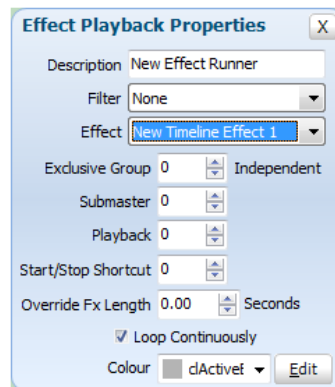 Effect Playback Properties X
Description New Effect Runner
Filter None
Effect New Timeline Effect 1
Exclusive Group 0 Independent
Submaster 0
Playback 0
Start/Stop Shortcut 0
Override Fx Length 0.00 Seconds
Loop Continuously
Colour clActiveB Edit